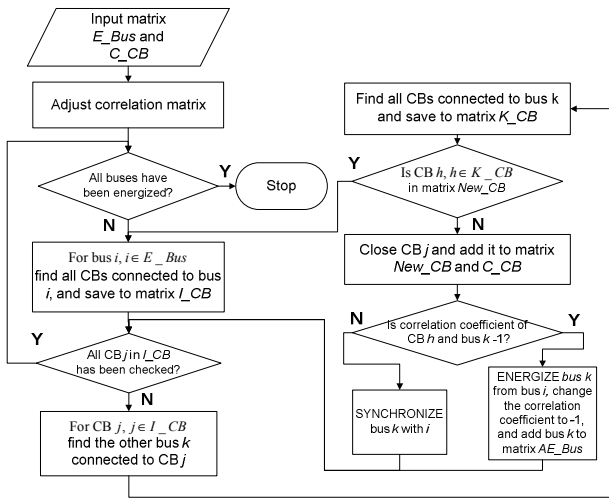 Input matrix
E_Bus and
C_CB
Adjust correlation matrix
All buses have
been energized?
Y
Stop
N
For bus i, i ∈ E _ Bus
find all CBs connected to bus
i, and save to matrix I_CB
Y
All CB j in I_CB
has been checked?
N
For CB j, j ∈ I _ CB
find the other bus k
connected to CB j
Find all CBs connected to bus k
and save to matrix K_CB
Y
Is CB h, h ∈ K _ CB
in matrix New_CB
N
Close CB j and add it to matrix
New_CB and C_CB
N
Is correlation coefficient of
CB h and bus k -1?
Y
SYNCHRONIZE
bus k with i
ENERGIZE bus k
from bus i, change
the correlation
coefficient to -1,
and add bus k to
matrix AE_Bus